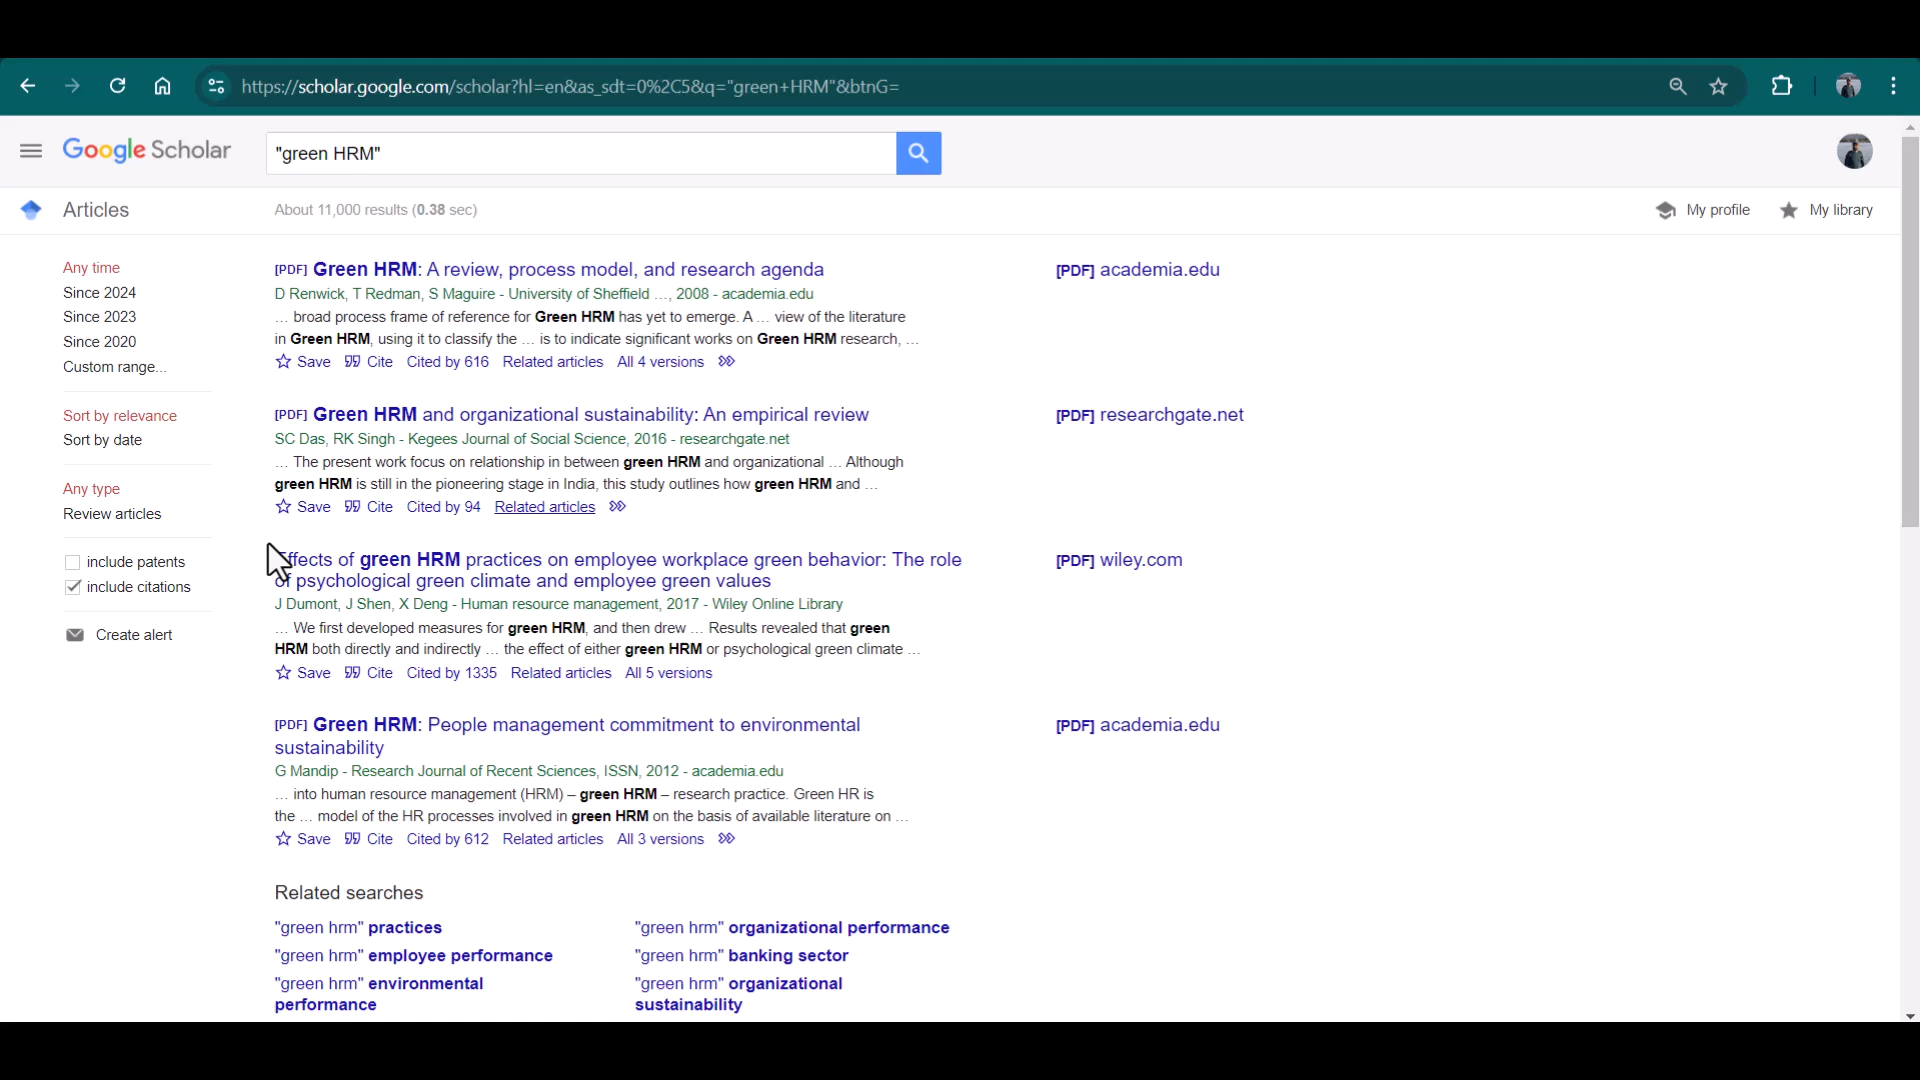 https://scholar.google.com/scholar?hl=en&as_sdt=0%2C5&q="green+HRM"&btnG=
Google Scholar
"green HRM"
Articles
About 11,000 results (0.38 sec)
My profile
My library
Any time
Since 2024
Since 2023
Since 2020
Custom range...
Sort by relevance
Sort by date
Any type
Review articles
include patents
include citations
Create alert
[PDF] Green HRM: A review, process model, and research agenda
D Renwick, T Redman, S Maguire - University of Sheffield …, 2008 - academia.edu
… broad process frame of reference for Green HRM has yet to emerge. A … view of the literature
in Green HRM, using it to classify the … is to indicate significant works on Green HRM research, …
Save Cite Cited by 616 Related articles All 4 versions
[PDF] academia.edu
[PDF] Green HRM and organizational sustainability: An empirical review
SC Das, RK Singh - Kegees Journal of Social Science, 2016 - researchgate.net
… The present work focus on relationship in between green HRM and organizational … Although
green HRM is still in the pioneering stage in India, this study outlines how green HRM and …
Save Cite Cited by 94 Related articles
[PDF] researchgate.net
Effects of green HRM practices on employee workplace green behavior: The role
of psychological green climate and employee green values
J Dumont, J Shen, X Deng - Human resource management, 2017 - Wiley Online Library
… We first developed measures for green HRM, and then drew … Results revealed that green
HRM both directly and indirectly … the effect of either green HRM or psychological green climate …
Save Cite Cited by 1335 Related articles All 5 versions
[PDF] wiley.com
[PDF] Green HRM: People management commitment to environmental
sustainability
G Mandip - Research Journal of Recent Sciences, ISSN, 2012 - academia.edu
… into human resource management (HRM) – green HRM – research practice. Green HR is
the … model of the HR processes involved in green HRM on the basis of available literature on …
Save Cite Cited by 612 Related articles All 3 versions
[PDF] academia.edu
Related searches
"green hrm" practices
"green hrm" employee performance
"green hrm" environmental
performance
"green hrm" organizational performance
"green hrm" banking sector
"green hrm" organizational
sustainability